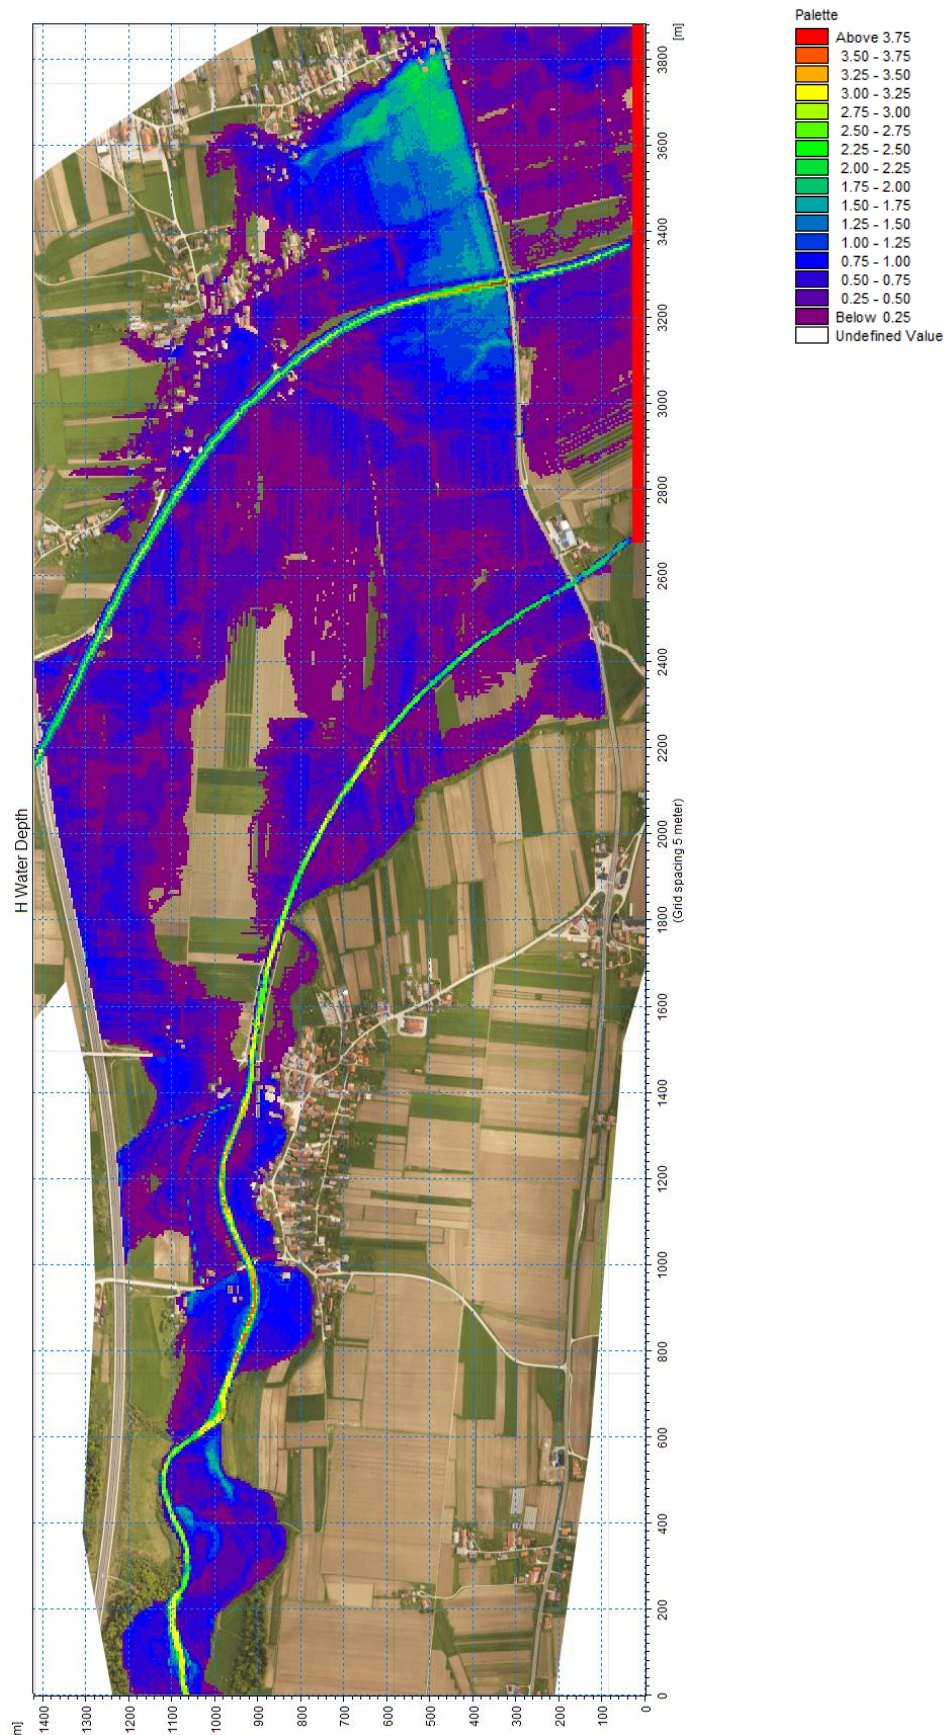 Palette
Above 3.75
3.50 - 3.75
3.25 - 3.50
3.00 - 3.25
2.75 - 3.00
2.50 - 2.75
2.25 - 2.50
2.00 - 2.25
1.75 - 2.00
1.50 - 1.75
1.25 - 1.50
1.00 - 1.25
0.75 - 1.00
0.50 - 0.75
0.25 - 0.50
Below 0.25
Undefined Value
H Water Depth
[m]
3800
3600
3400
3200
3000
2800
2600
2400
2200
2000
(Grid spacing 5 meter)
1800
1600
1400
1200
1000
800
600
400
200
0
m]
1400
1300
1200
1100
1000
900
800
700
600
500
400
300
200
100
0